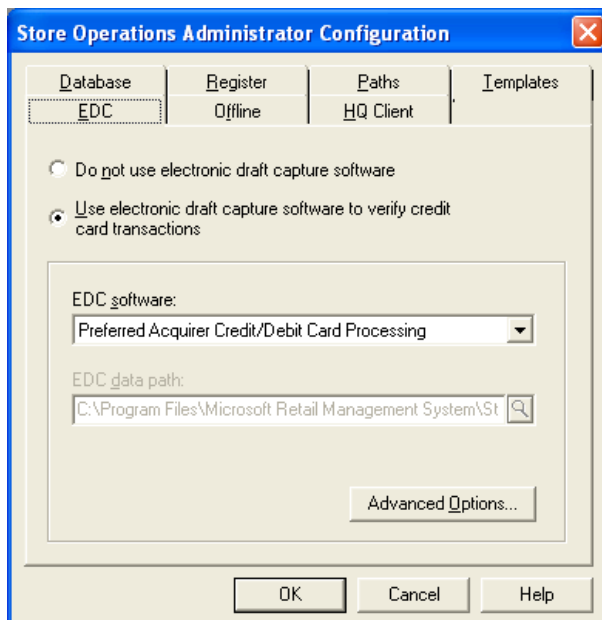 Store Operations Administrator Configuration
Database Register Paths Templates
EDC Offline HQ Client
Do not use electronic draft capture software
Use electronic draft capture software to verify credit
card transactions
EDC software:
Preferred Acquirer Credit/Debit Card Processing
EDC data path:
C:\Program Files\Microsoft Retail Management System\St
Advanced Options...
OK Cancel Help